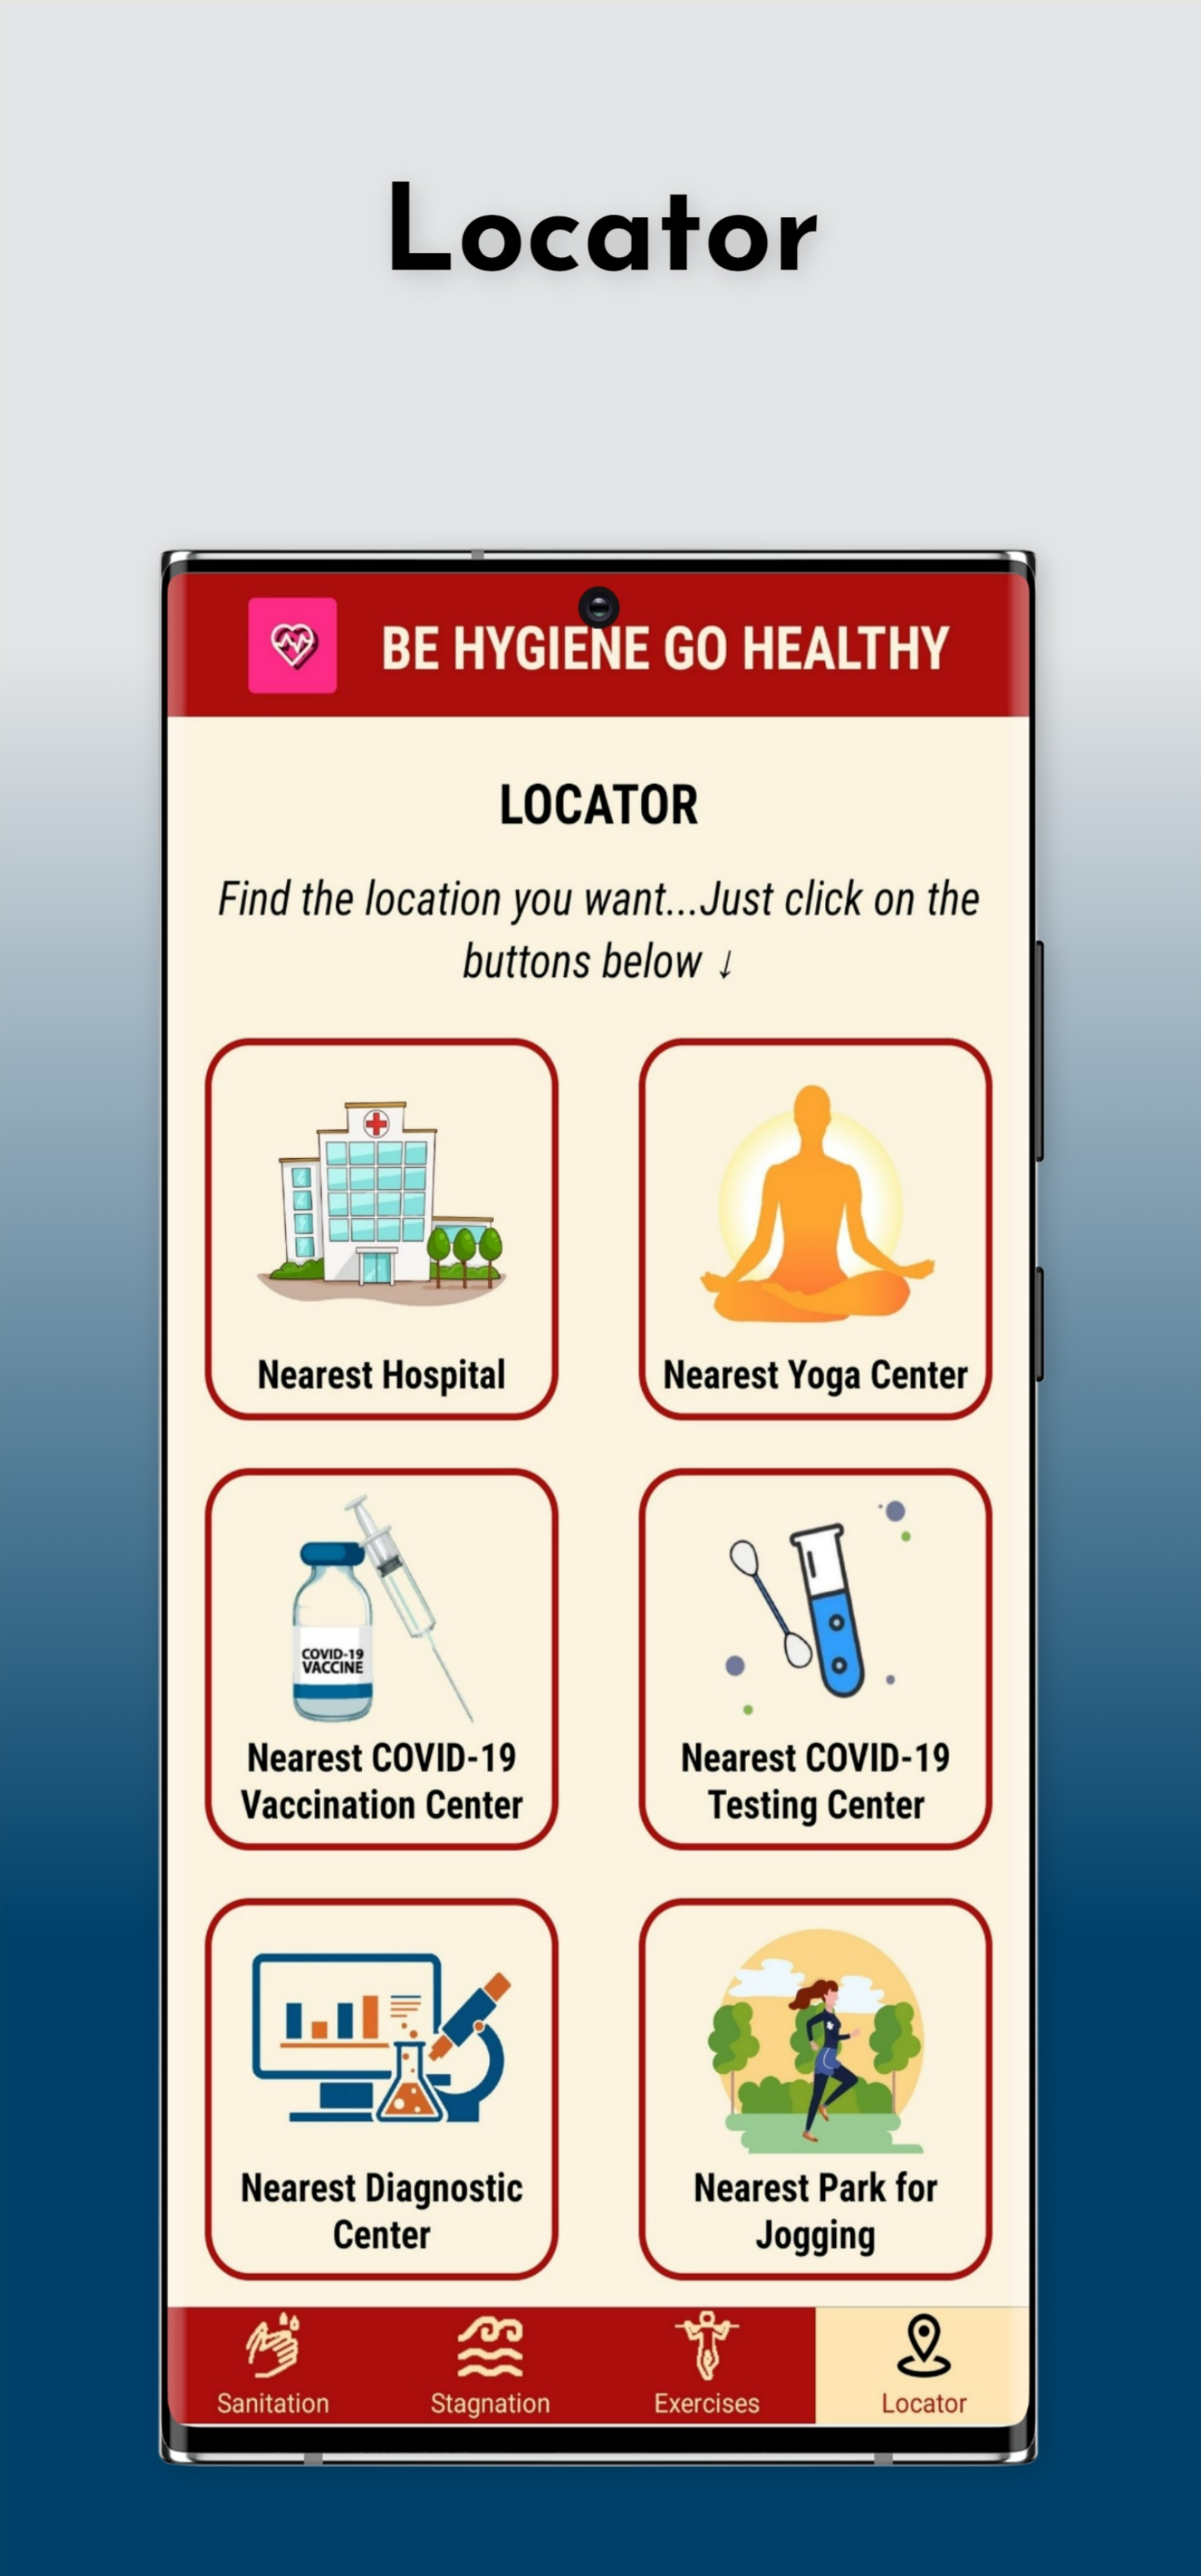 Locator
BE HYGIENE GO HEALTHY
LOCATOR
Find the location you want...Just click on the
buttons below ↓
Nearest Hospital
Nearest Yoga Center
COVID-19
VACCINE
Nearest COVID-19
Vaccination Center
Nearest COVID-19
Testing Center
Nearest Diagnostic
Center
Nearest Park for
Jogging
Sanitation
Stagnation
Exercises
Locator